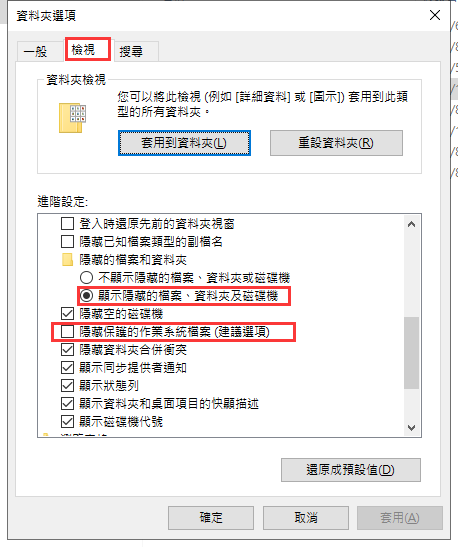 資料夾選項
一般
檢視
搜尋
資料夾檢視
您可以將此檢視 (例如 [詳細資料] 或 [圖示]) 套用到此類
型的所有資料夾。
套用到資料夾(L)
重設資料夾(R)
進階設定:
登入時還原先前的資料夾視窗
隱藏已知檔案類型的副檔名
隱藏的檔案和資料夾
不顯示隱藏的檔案、資料夾或磁碟機
顯示隱藏的檔案、資料夾及磁碟機
隱藏空的磁碟機
隱藏保護的作業系統檔案 (建議選項)
隱藏資料夾合併衝突
顯示同步提供者通知
顯示狀態列
顯示資料夾和桌面項目的快顯描述
顯示磁碟機代號
還原成預設值(D)
確定
取消
套用(A)